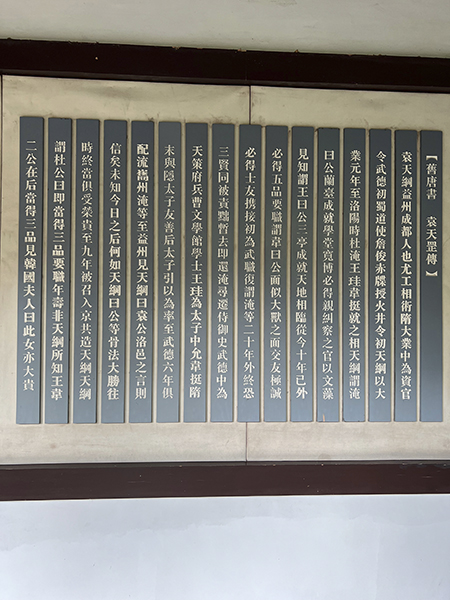 【舊唐書 袁天罡傳】
袁天綱益州成都人也尤工相術隋大業中為資官
令武德初蜀道使詹俊赤牒授火井令初天綱以大
業元年至洛陽時杜淹王珪韋挺就之相天綱謂淹
曰公蘭臺成就學堂寬博必得親糾察之官以文藻
見知謂王曰公三亭成就天地相臨從今十年已外
必得五品要職謂韋曰公面似大獸之面交友極誠
必得士友携接初為武職復謂淹等二十年外終恐
三賢同被責黜暫去即還淹尋遷侍御史武德中為
天策府兵曹文學館學士王珪為太子中允韋挺隋
末與隱太子友善后太子引以為率至武德六年俱
配流巂州淹等至益州見天綱曰袁公洛邑之言則
信矣未知今日之后何如天綱曰公等骨法大勝往
時終當俱受榮貴至九年被召入京共造天綱天綱
謂杜公曰即當得三品要職年壽非天綱所知王韋
二公在后當得三品見韓國夫人曰此女亦大貴